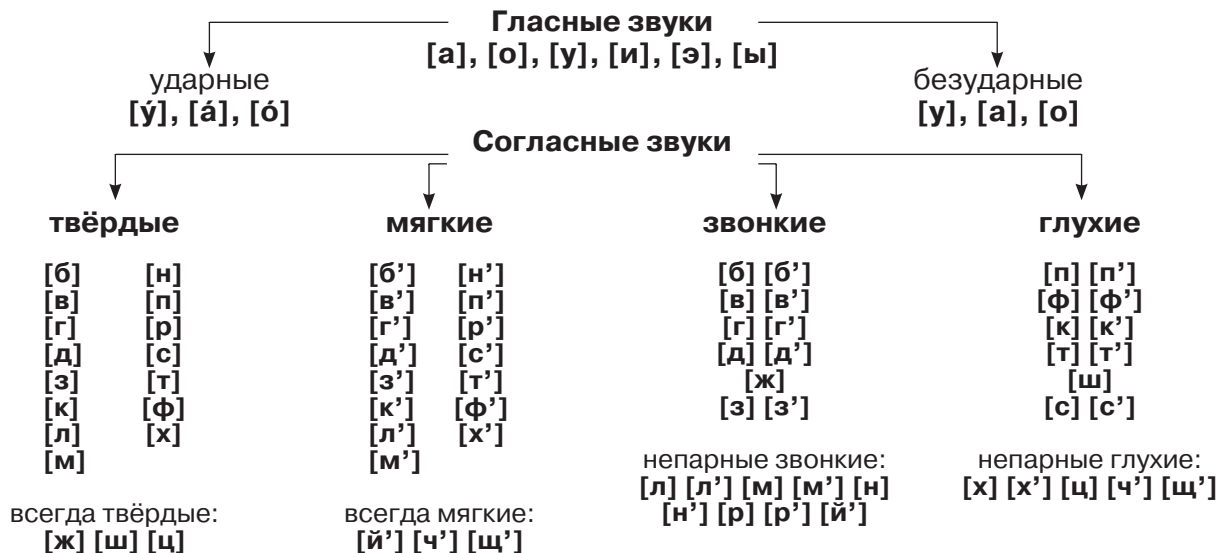 Гласные звуки
[а], [о], [у], [и], [э], [ы]
ударные
[у́], [а́], [о́]
безударные
[у], [а], [о]
Согласные звуки
твёрдые
[б] [н]
[в] [п]
[г] [р]
[д] [с]
[з] [т]
[к] [ф]
[л] [х]
[м]
всегда твёрдые:
[ж] [ш] [ц]
мягкие
[б’] [н’]
[в’] [п’]
[г’] [р’]
[д’] [с’]
[з’] [т’]
[к’] [ф’]
[л’] [х’]
[м’]
всегда мягкие:
[й’] [ч’] [щ’]
звонкие
[б] [б’]
[в] [в’]
[г] [г’]
[д] [д’]
[ж]
[з] [з’]
непарные звонкие:
[л] [л’] [м] [м’] [н]
[н’] [р] [р’] [й’]
глухие
[п] [п’]
[ф] [ф’]
[к] [к’]
[т] [т’]
[ш]
[с] [с’]
непарные глухие:
[х] [х’] [ц] [ч’] [щ’]